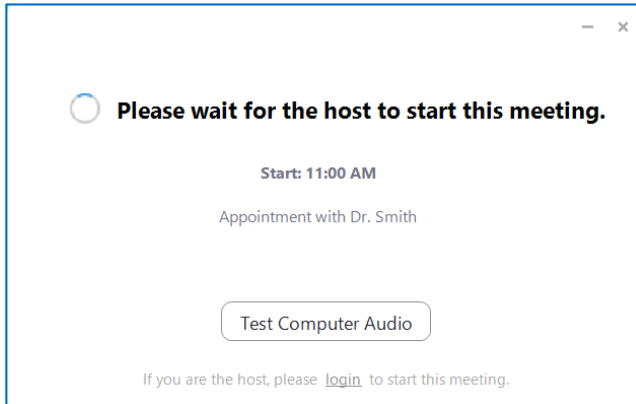 Please wait for the host to start this meeting.
Start: 11:00 AM
Appointment with Dr. Smith
Test Computer Audio
If you are the host, please login to start this meeting.